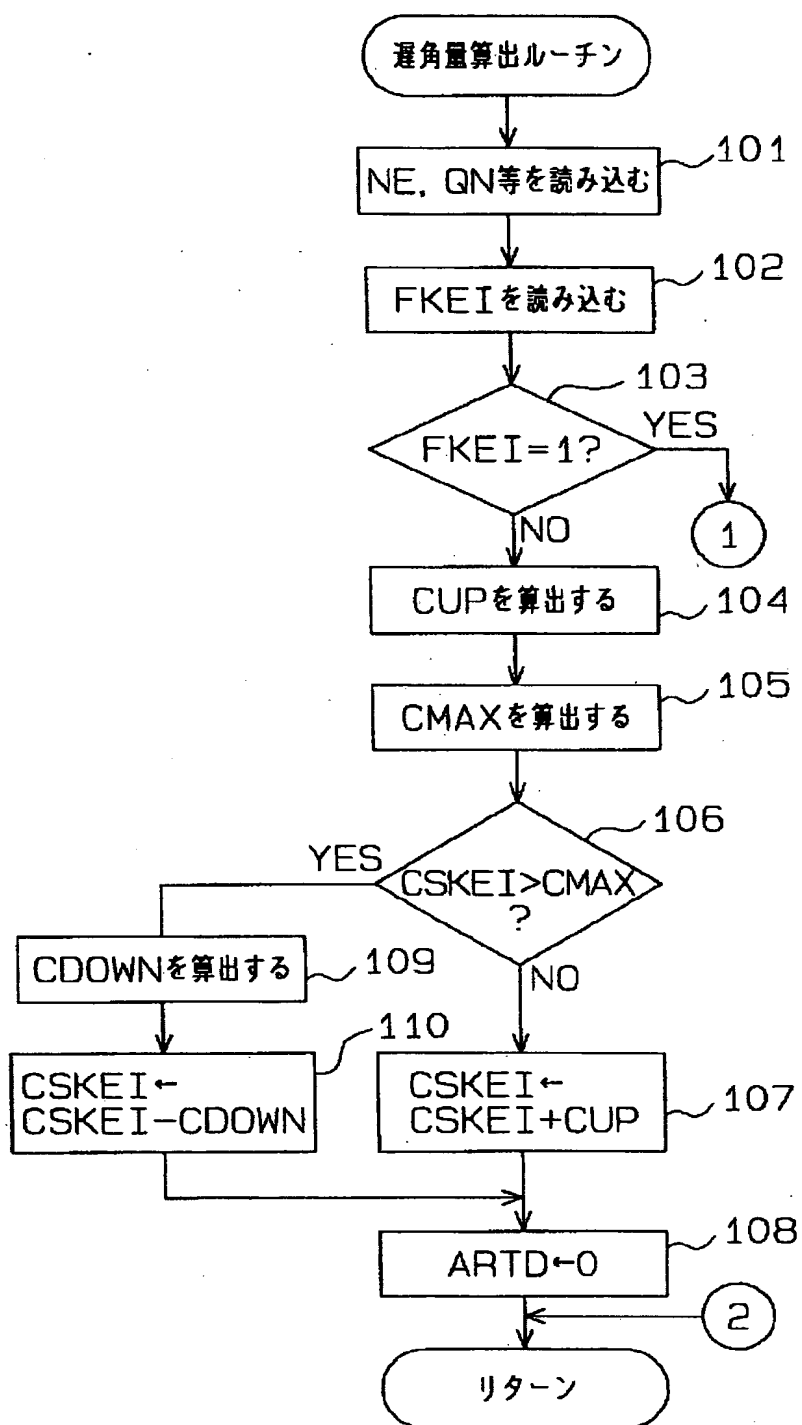 遅角量算出ルーチン
101
NE，QN等を読み込む
102
FKEIを読み込む
103
FKEI=1?
YES
1
NO
CUPを算出する
104
CMAXを算出する
105
106
YES
CSKEI>CMAX
?
NO
CDOWNを算出する
109
110
CSKEI←
CSKEI-CDOWN
CSKEI←
CSKEI+CUP
107
108
ARTD←0
2
リターン